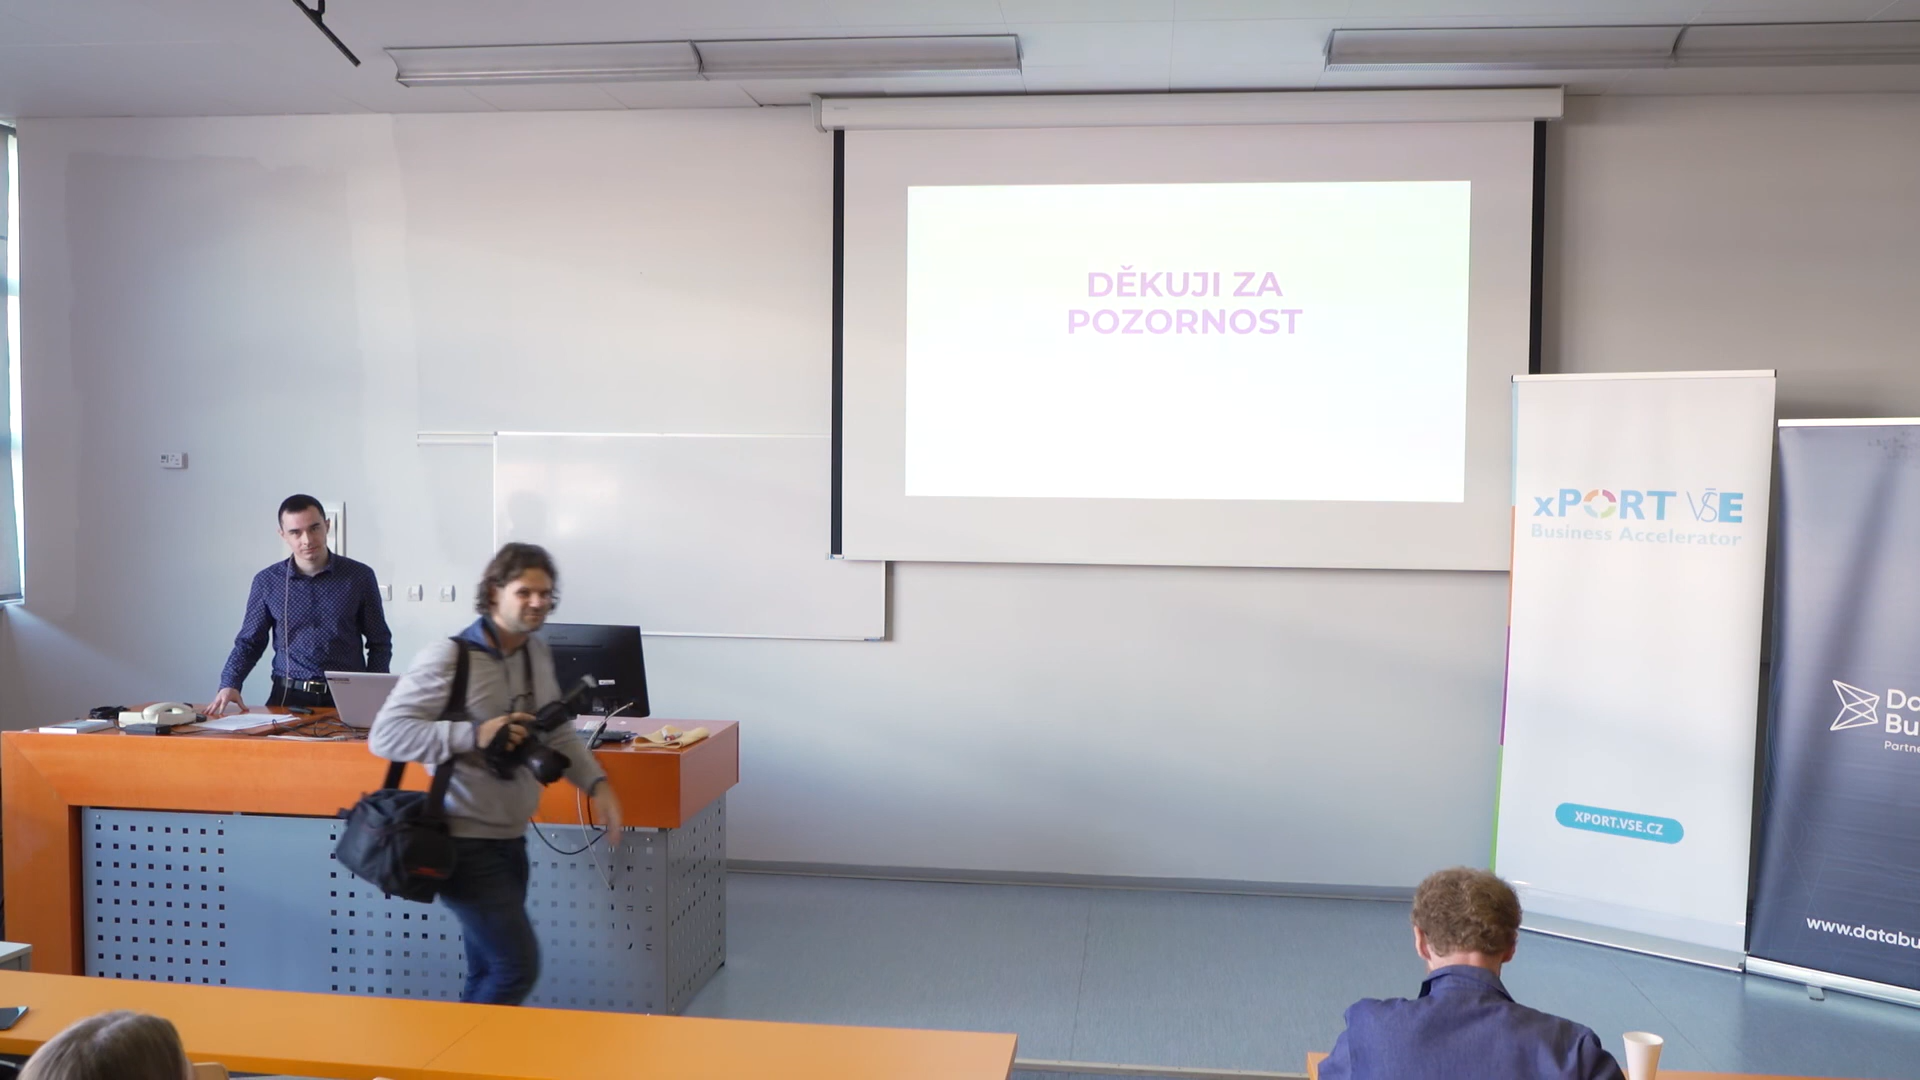 DĚKUJI ZA
POZORNOST
xPORT VŠE
Business Accelerator
XPORT.VSE.CZ
www.databu